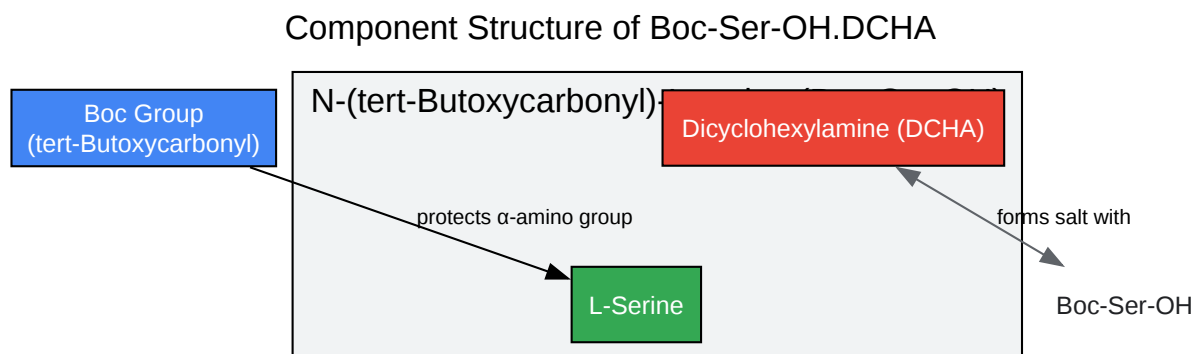 Component Structure of Boc-Ser-OH.DCHA
N-(tert-Butoxycarbonyl)-
Boc Group
(tert-Butoxycarbonyl)
Dicyclohexylamine (DCHA)
protects α-amino group
forms salt with
L-Serine
Boc-Ser-OH